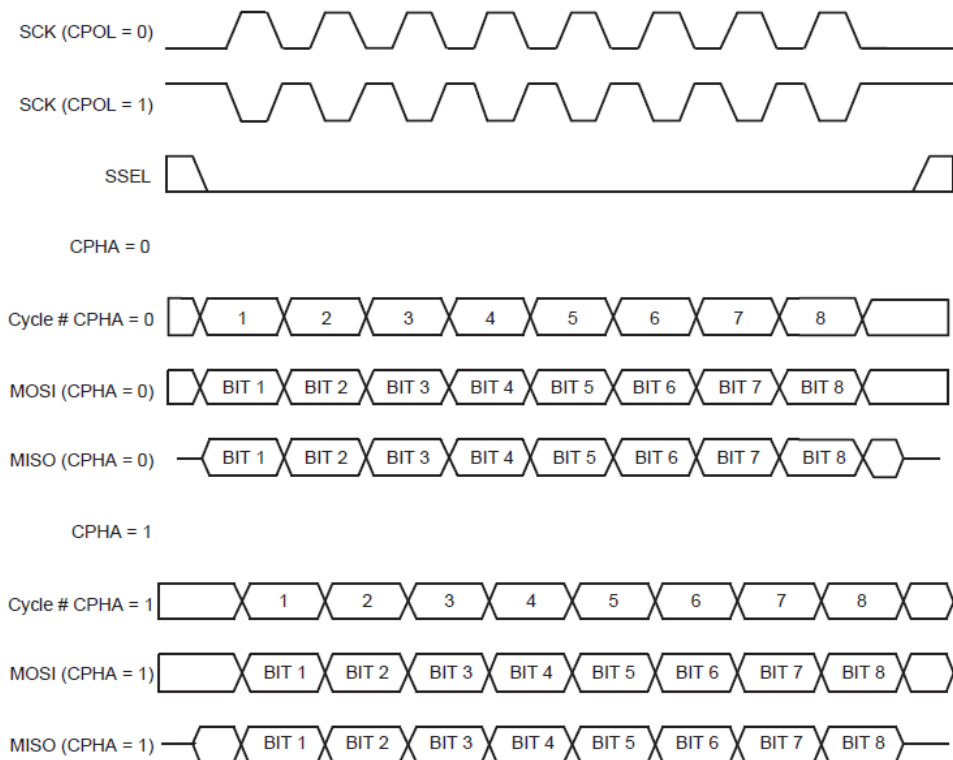 SCK (CPOL = 0)
SCK (CPOL = 1)
SSEL
CPHA = 0
Cycle # CPHA = 0 1 2 3 4 5 6 7 8
MOSI (CPHA = 0) BIT 1 BIT 2 BIT 3 BIT 4 BIT 5 BIT 6 BIT 7 BIT 8
MISO (CPHA = 0) BIT 1 BIT 2 BIT 3 BIT 4 BIT 5 BIT 6 BIT 7 BIT 8
CPHA = 1
Cycle # CPHA = 1 1 2 3 4 5 6 7 8
MOSI (CPHA = 1) BIT 1 BIT 2 BIT 3 BIT 4 BIT 5 BIT 6 BIT 7 BIT 8
MISO (CPHA = 1) BIT 1 BIT 2 BIT 3 BIT 4 BIT 5 BIT 6 BIT 7 BIT 8